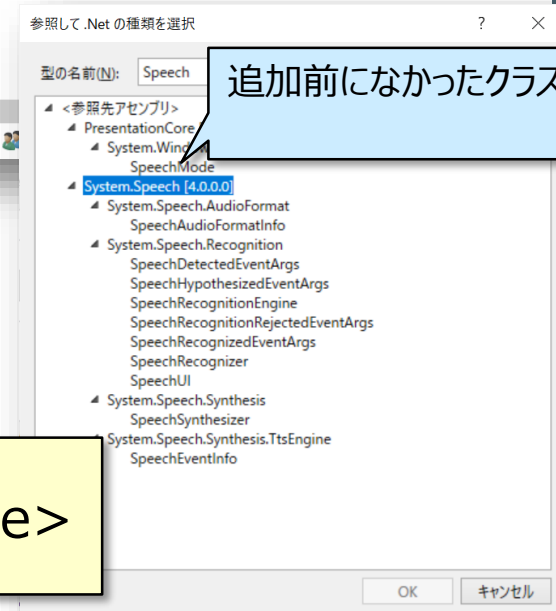 参照して .Net の種類を選択
?
×
型の名前(N):
Speech
追加前になかったクラス
<参照先アセンブリ>
PresentationCore
System.Wind
SpeechMode
System.Speech [4.0.0.0]
System.Speech.AudioFormat
SpeechAudioFormatInfo
System.Speech.Recognition
SpeechDetectedEventArgs
SpeechHypothesizedEventArgs
SpeechRecognitionEngine
SpeechRecognitionRejectedEventArgs
SpeechRecognizedEventArgs
SpeechRecognizer
SpeechUI
System.Speech.Synthesis
SpeechSynthesizer
System.Speech.Synthesis.TtsEngine
SpeechEventInfo
e>
OK
キャンセル